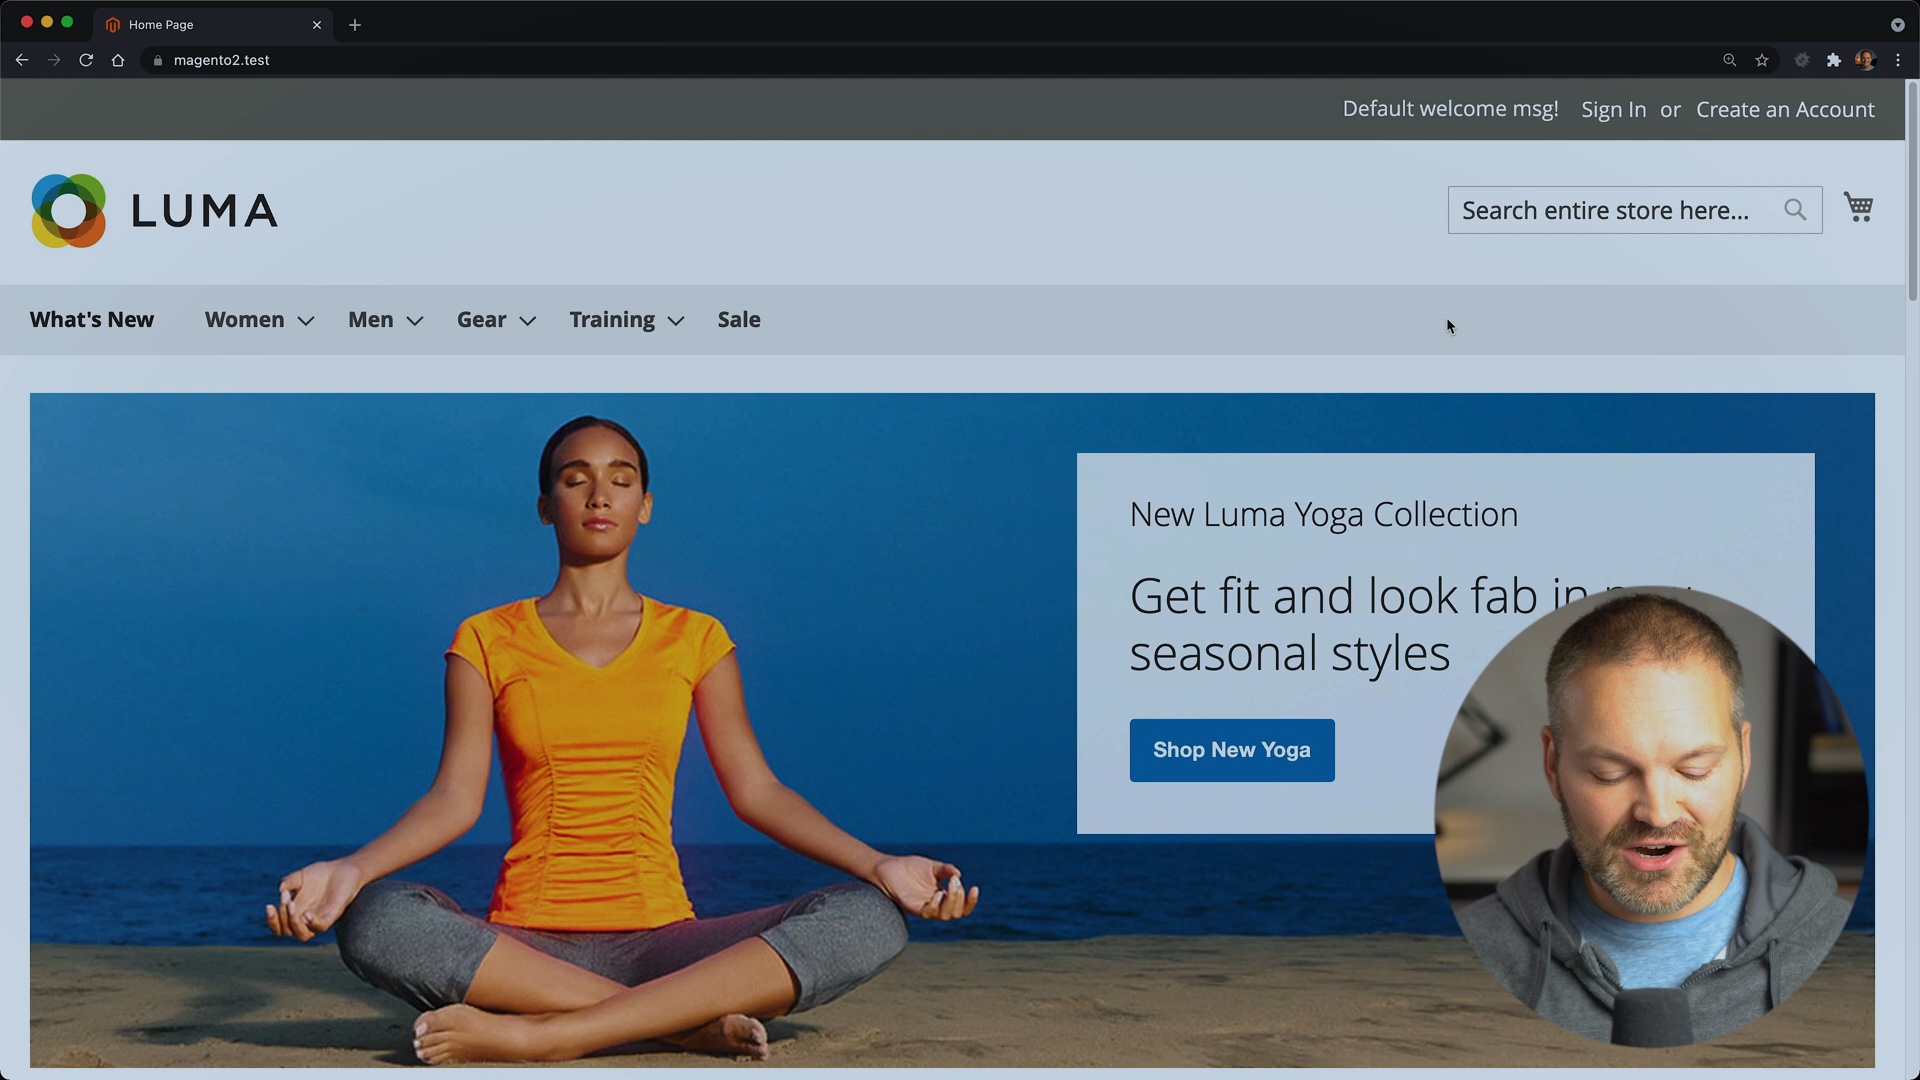 Home Page
magento2.test
Default welcome msg! Sign In or Create an Account
LUMA
Search entire store here...
What's New Women Men Gear Training Sale
New Luma Yoga Collection
Get fit and look fab in
seasonal styles
Shop New Yoga